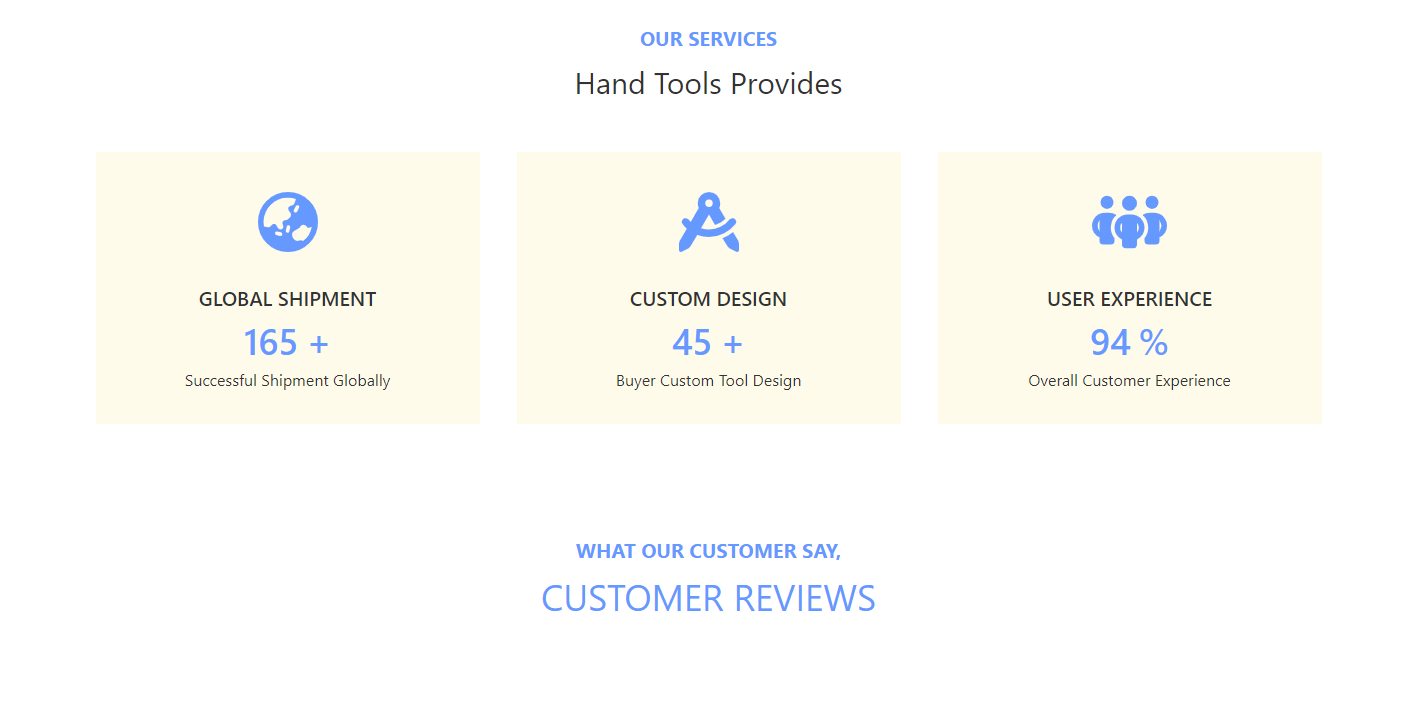 OUR SERVICES
Hand Tools Provides
GLOBAL SHIPMENT
165 +
Successful Shipment Globally
CUSTOM DESIGN
45 +
Buyer Custom Tool Design
USER EXPERIENCE
94 %
Overall Customer Experience
WHAT OUR CUSTOMER SAY,
CUSTOMER REVIEWS